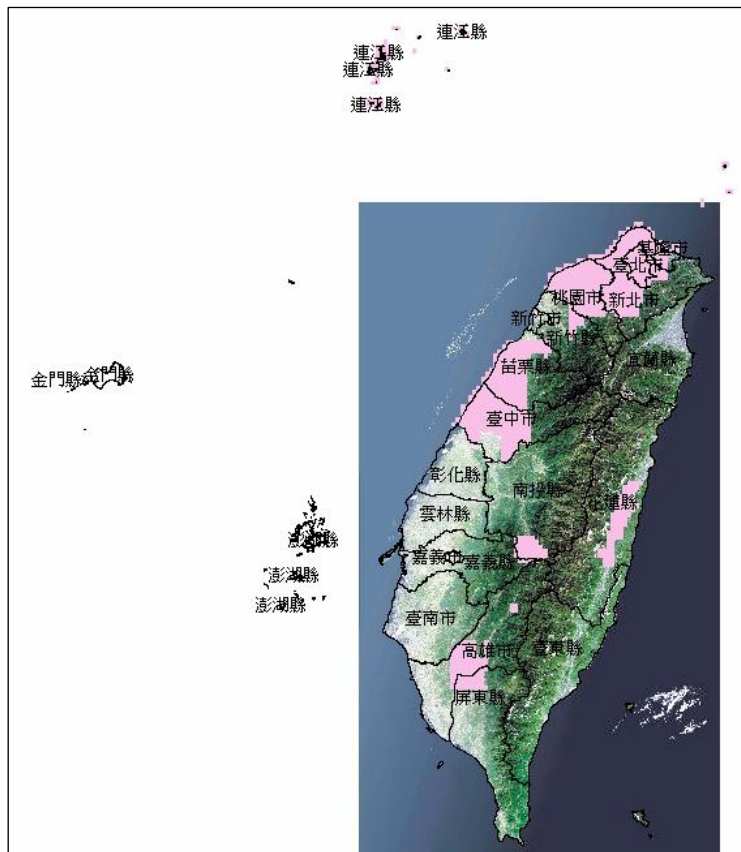 連江縣
連江縣
連江縣
連江縣
基隆市
臺北市
桃園市
新北市
新竹市
新竹縣
宜蘭縣
苗栗縣
金門縣
金門縣
臺中市
彰化縣
南投縣
花蓮縣
雲林縣
澎湖縣
嘉義市
嘉義縣
澎湖縣
澎湖縣
臺南市
高雄市
臺東縣
屏東縣